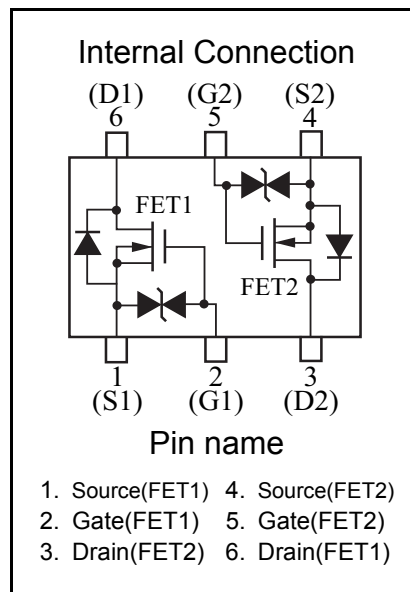 Internal Connection
(D1) (G2) (S2)
6 5 4
FET1
FET2
1 2 3
(S1) (G1) (D2)
Pin name
1. Source(FET1) 4. Source(FET2)
2. Gate(FET1) 5. Gate(FET2)
3. Drain(FET2) 6. Drain(FET1)